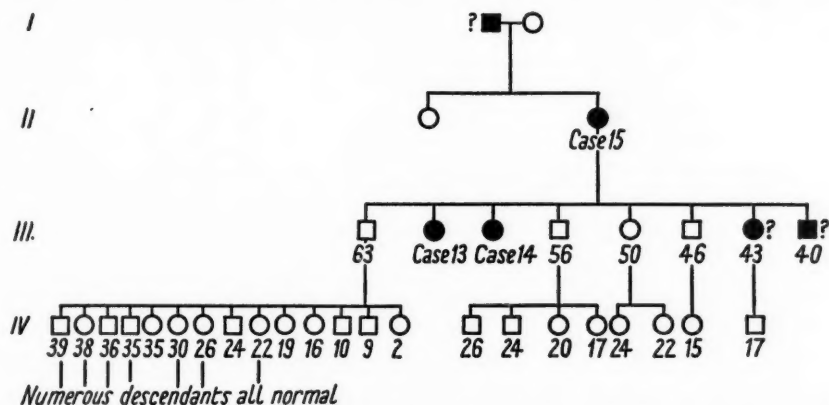 I ?
II
Case 15
III. ? ?
63 Case 13 Case 14 56 50 46 43 40
IV
39 38 36 35 35 30 26 24 22 19 16 10 9 2 26 24 20 17 24 22 15 17
Numerous descendants all normal